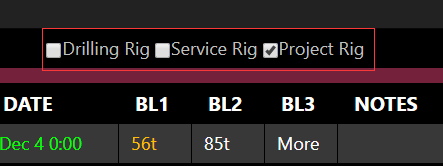 Drilling Rig Service Rig Project Rig
DATE BL1 BL2 BL3 NOTES
Dec 4 0:00 56t 85t More